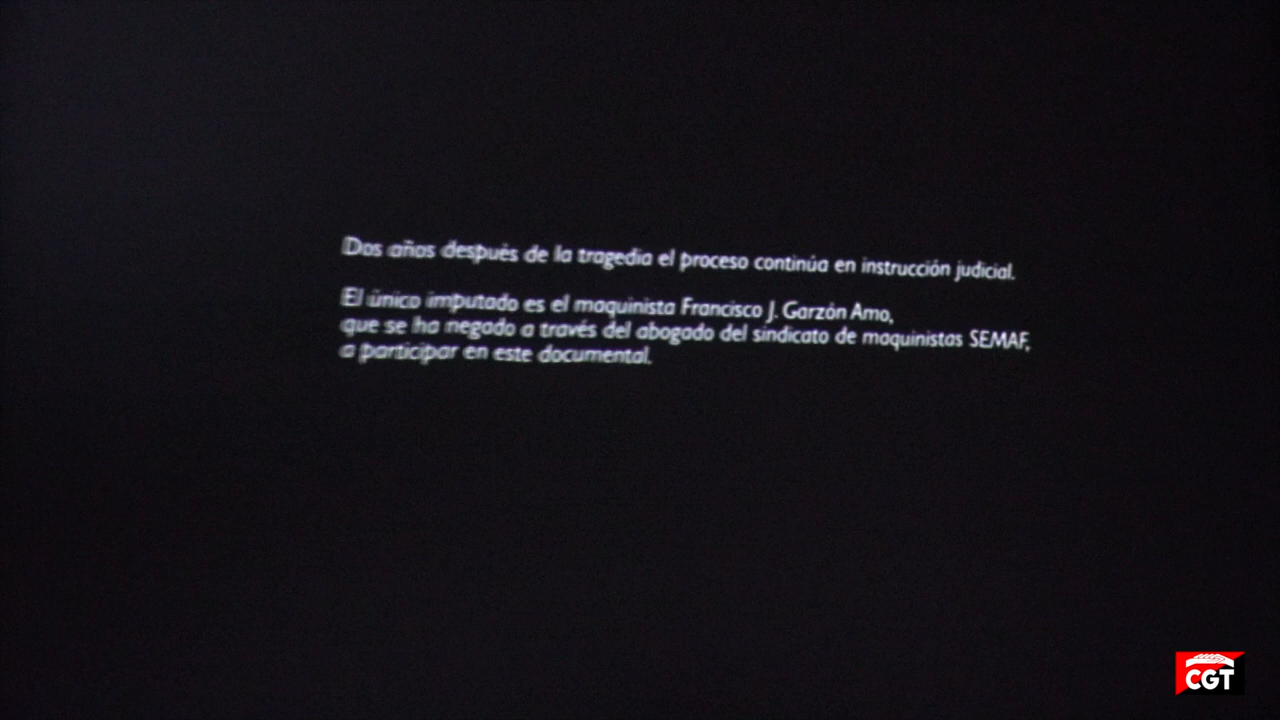 Dos años después de la tragedia el proceso continúa en instrucción judicial.
El único imputado es el maquinista Francisco J. Garzón Amo,
que se ha negado a través del abogado del sindicato de maquinistas SEMAF,
a participar en este documental.
CGT